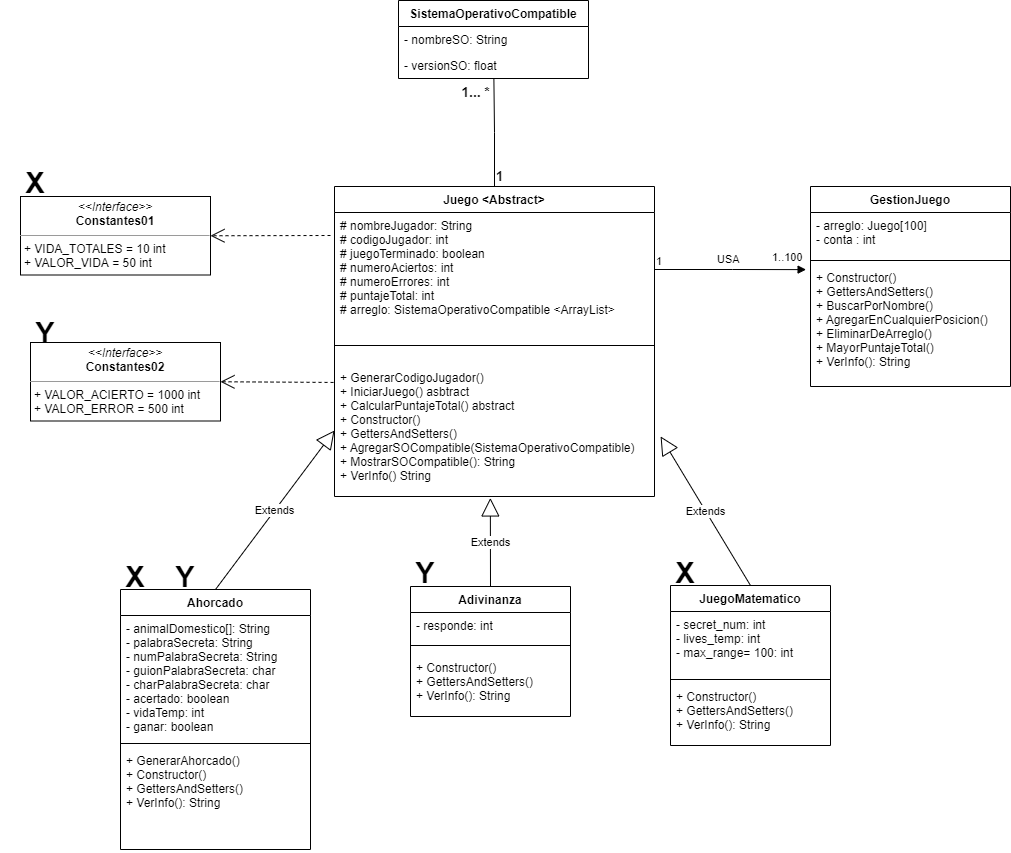 SistemaOperativoCompatible
- nombreSO: String
- versionSO: float
1... *
1
X
<<Interface>>
Constantes01
+ VIDA_TOTALES = 10 int
+ VALOR_VIDA = 50 int
Y
<<Interface>>
Constantes02
+ VALOR_ACIERTO = 1000 int
+ VALOR_ERROR = 500 int
Juego <Abstract>
# nombreJugador: String
# codigoJugador: int
# juegoTerminado: boolean
# numeroAciertos: int
# numeroErrores: int
# puntajeTotal: int
# arreglo: SistemaOperativoCompatible <ArrayList>
+ GenerarCodigoJugador()
+ IniciarJuego() asbtract
+ CalcularPuntajeTotal() abstract
+ Constructor()
+ GettersAndSetters()
+ AgregarSOCompatible(SistemaOperativoCompatible)
+ MostrarSOCompatible(): String
+ VerInfo() String
1
USA
1..100
GestionJuego
- arreglo: Juego[100]
- conta : int
+ Constructor()
+ GettersAndSetters()
+ BuscarPorNombre()
+ AgregarEnCualquierPosicion()
+ EliminarDeArreglo()
+ MayorPuntajeTotal()
+ VerInfo(): String
Extends
Extends
Extends
X Y
Ahorcado
- animalDomestico[]: String
- palabraSecreta: String
- numPalabraSecreta: String
- guionPalabraSecreta: char
- charPalabraSecreta: char
- acertado: boolean
- vidaTemp: int
- ganar: boolean
+ GenerarAhorcado()
+ Constructor()
+ GettersAndSetters()
+ VerInfo(): String
Y
Adivinanza
- responde: int
+ Constructor()
+ GettersAndSetters()
+ VerInfo(): String
X
JuegoMatematico
- secret_num: int
- lives_temp: int
- max_range= 100: int
+ Constructor()
+ GettersAndSetters()
+ VerInfo(): String